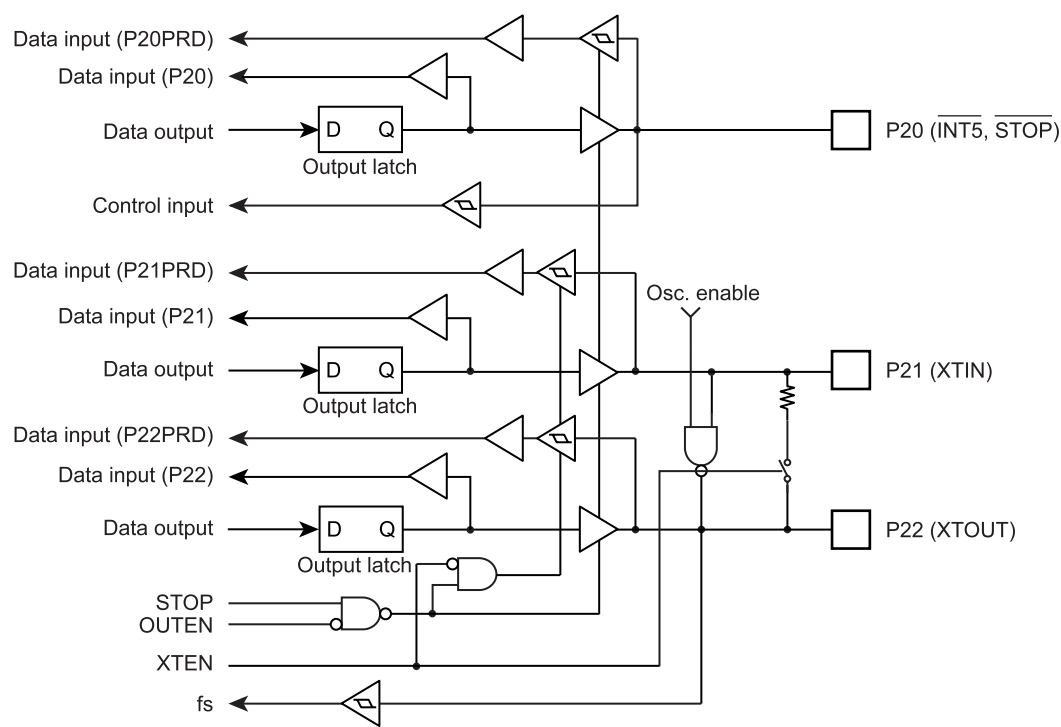 Data input (P20PRD)
Data input (P20)
Data output
D Q
Output latch
P20 (I̅N̅T̅5̅, S̅T̅O̅P̅)
Control input
Data input (P21PRD)
Osc. enable
Data input (P21)
Data output
D Q
Output latch
P21 (XTIN)
Data input (P22PRD)
Data input (P22)
Data output
D Q
Output latch
P22 (XTOUT)
STOP
OUTEN
XTEN
fs